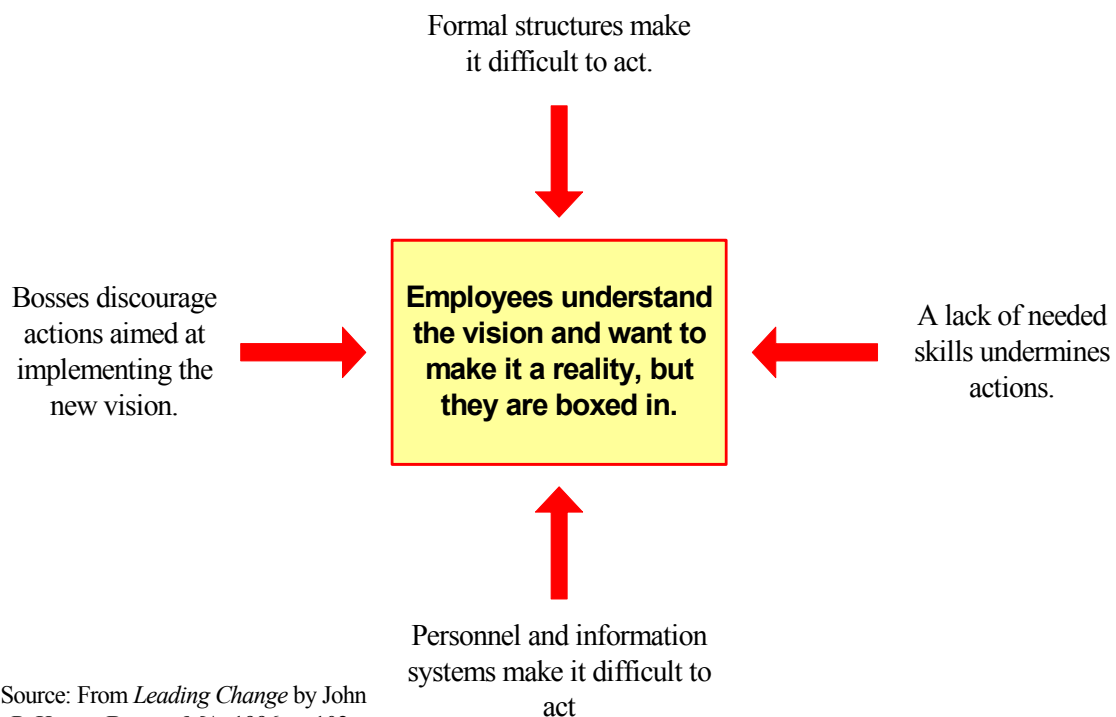 Formal structures make
it difficult to act.
Bosses discourage
actions aimed at
implementing the
new vision.
Employees understand
the vision and want to
make it a reality, but
they are boxed in.
A lack of needed
skills undermines
actions.
Personnel and information
systems make it difficult to
act
Source: From Leading Change by John